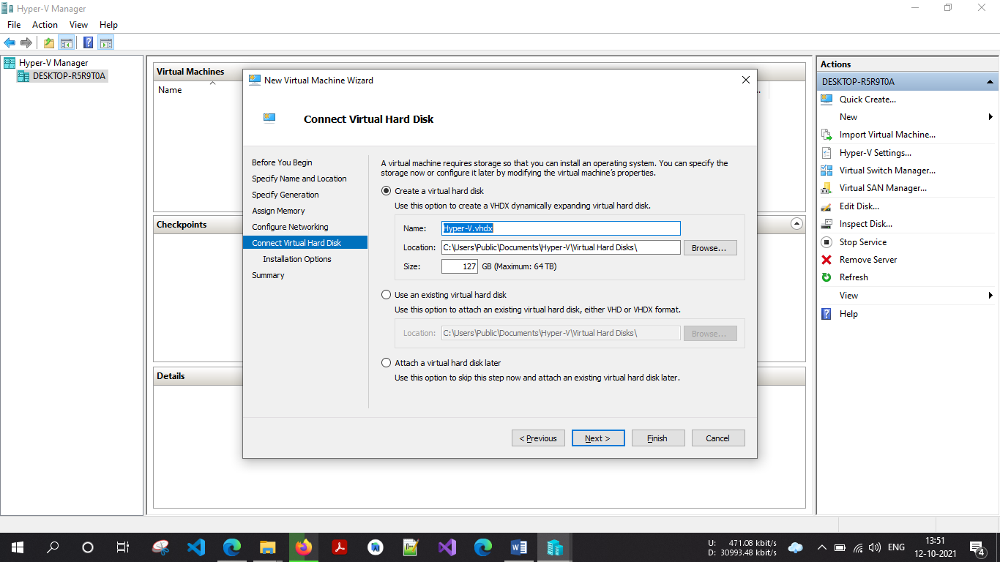 Hyper-V Manager
File Action View Help
Hyper-V Manager
DESKTOP-R5R9T0A
Virtual Machines
Name
..
Checkpoints
Details
New Virtual Machine Wizard
Connect Virtual Hard Disk
Before You Begin
Specify Name and Location
Specify Generation
Assign Memory
Configure Networking
Connect Virtual Hard Disk
Installation Options
Summary
A virtual machine requires storage so that you can install an operating system. You can specify the
storage now or configure it later by modifying the virtual machine's properties.
Create a virtual hard disk
Use this option to create a VHDX dynamically expanding virtual hard disk.
Name: Hyper-V.vhdx
Location: C:\Users\Public\Documents\Hyper-V\Virtual Hard Disks\ Browse...
Size: 127 GB (Maximum: 64 TB)
Use an existing virtual hard disk
Use this option to attach an existing virtual hard disk, either VHD or VHDX format.
Location: C:\Users\Public\Documents\Hyper-V\Virtual Hard Disks\ Browse...
Attach a virtual hard disk later
Use this option to skip this step now and attach an existing virtual hard disk later.
< Previous Next > Finish Cancel
Actions
DESKTOP-R5R9T0A
Quick Create...
New
Import Virtual Machine...
Hyper-V Settings...
Virtual Switch Manager...
Virtual SAN Manager...
Edit Disk...
Inspect Disk...
Stop Service
Remove Server
Refresh
View
Help
U: 471.08 kbit/s
D: 30993.48 kbit/s
ENG
13:51
12-10-2021
4